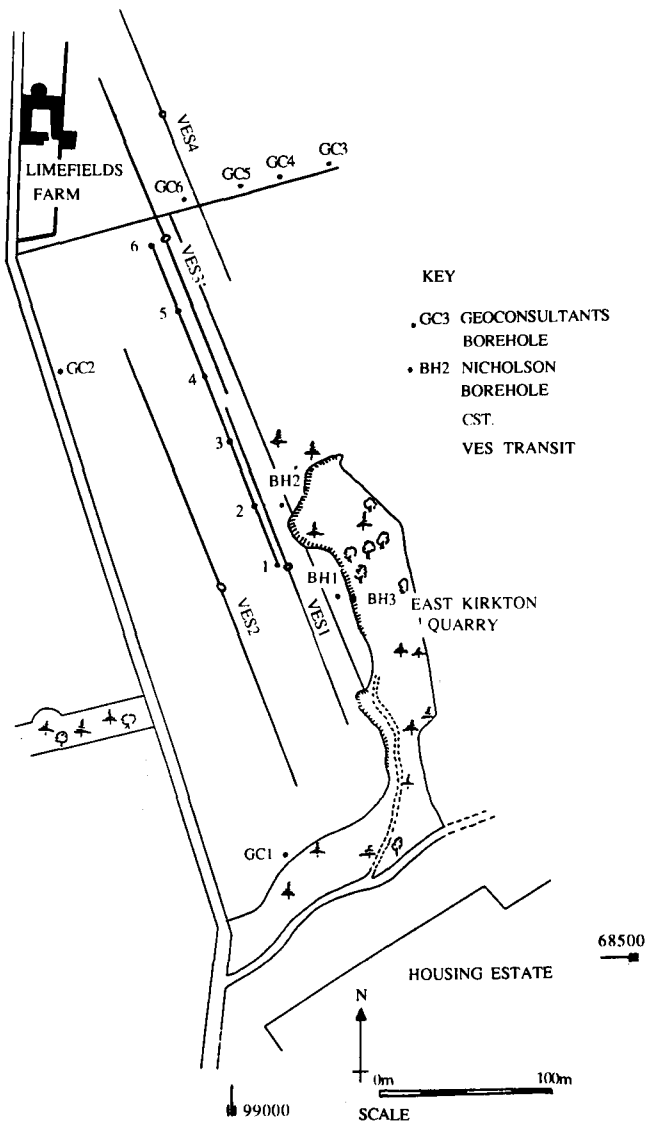 VES4
GC3
GC4
GC5
GC6
LIMEFIELDS
FARM
VES3
6
5
KEY
GC3 GEOCONSULTANTS
BOREHOLE
GC2
4
BH2 NICHOLSON
BOREHOLE
CST.
VES TRANSIT
3
BH2
2
1
BH1
BH3
EAST KIRKTON
QUARRY
VES2
VES1
GC1
68500
HOUSING ESTATE
N
0m
100m
99000
SCALE